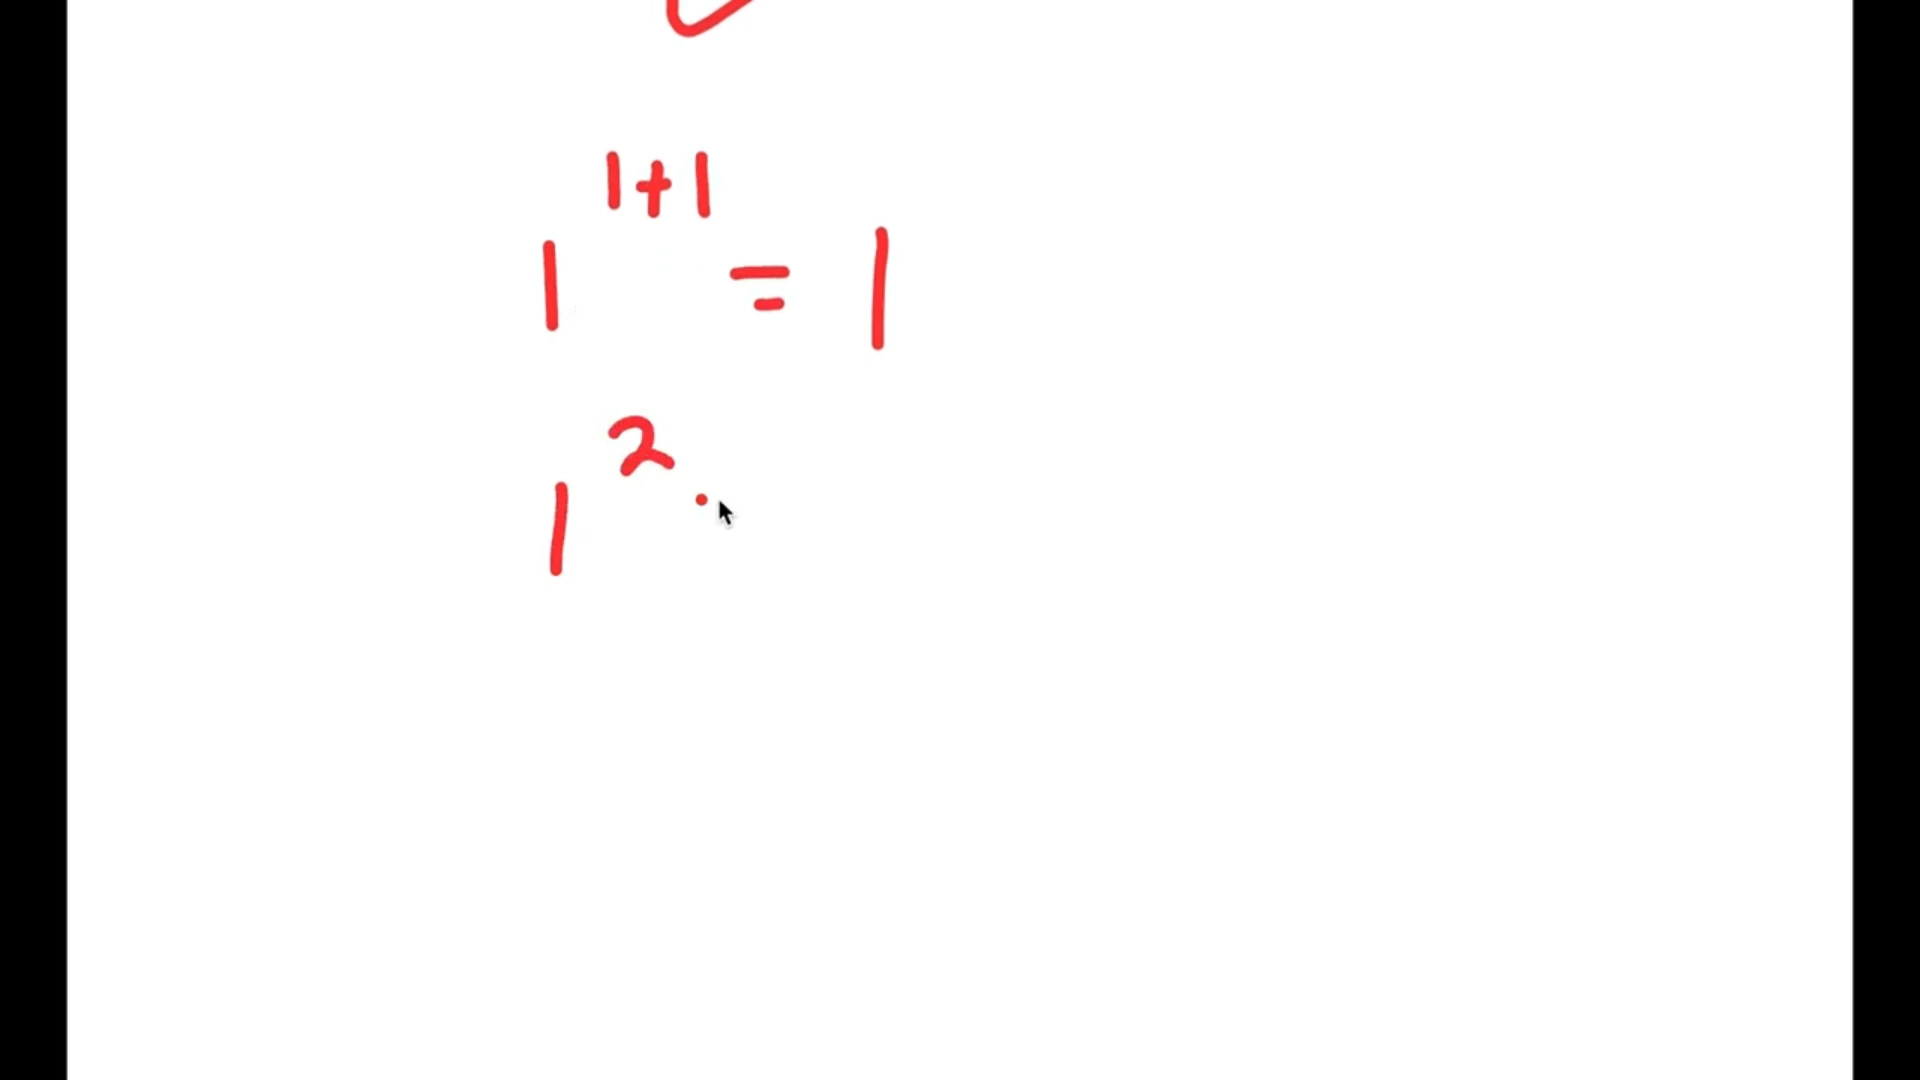 1^{1+1} = 1
1^2 .